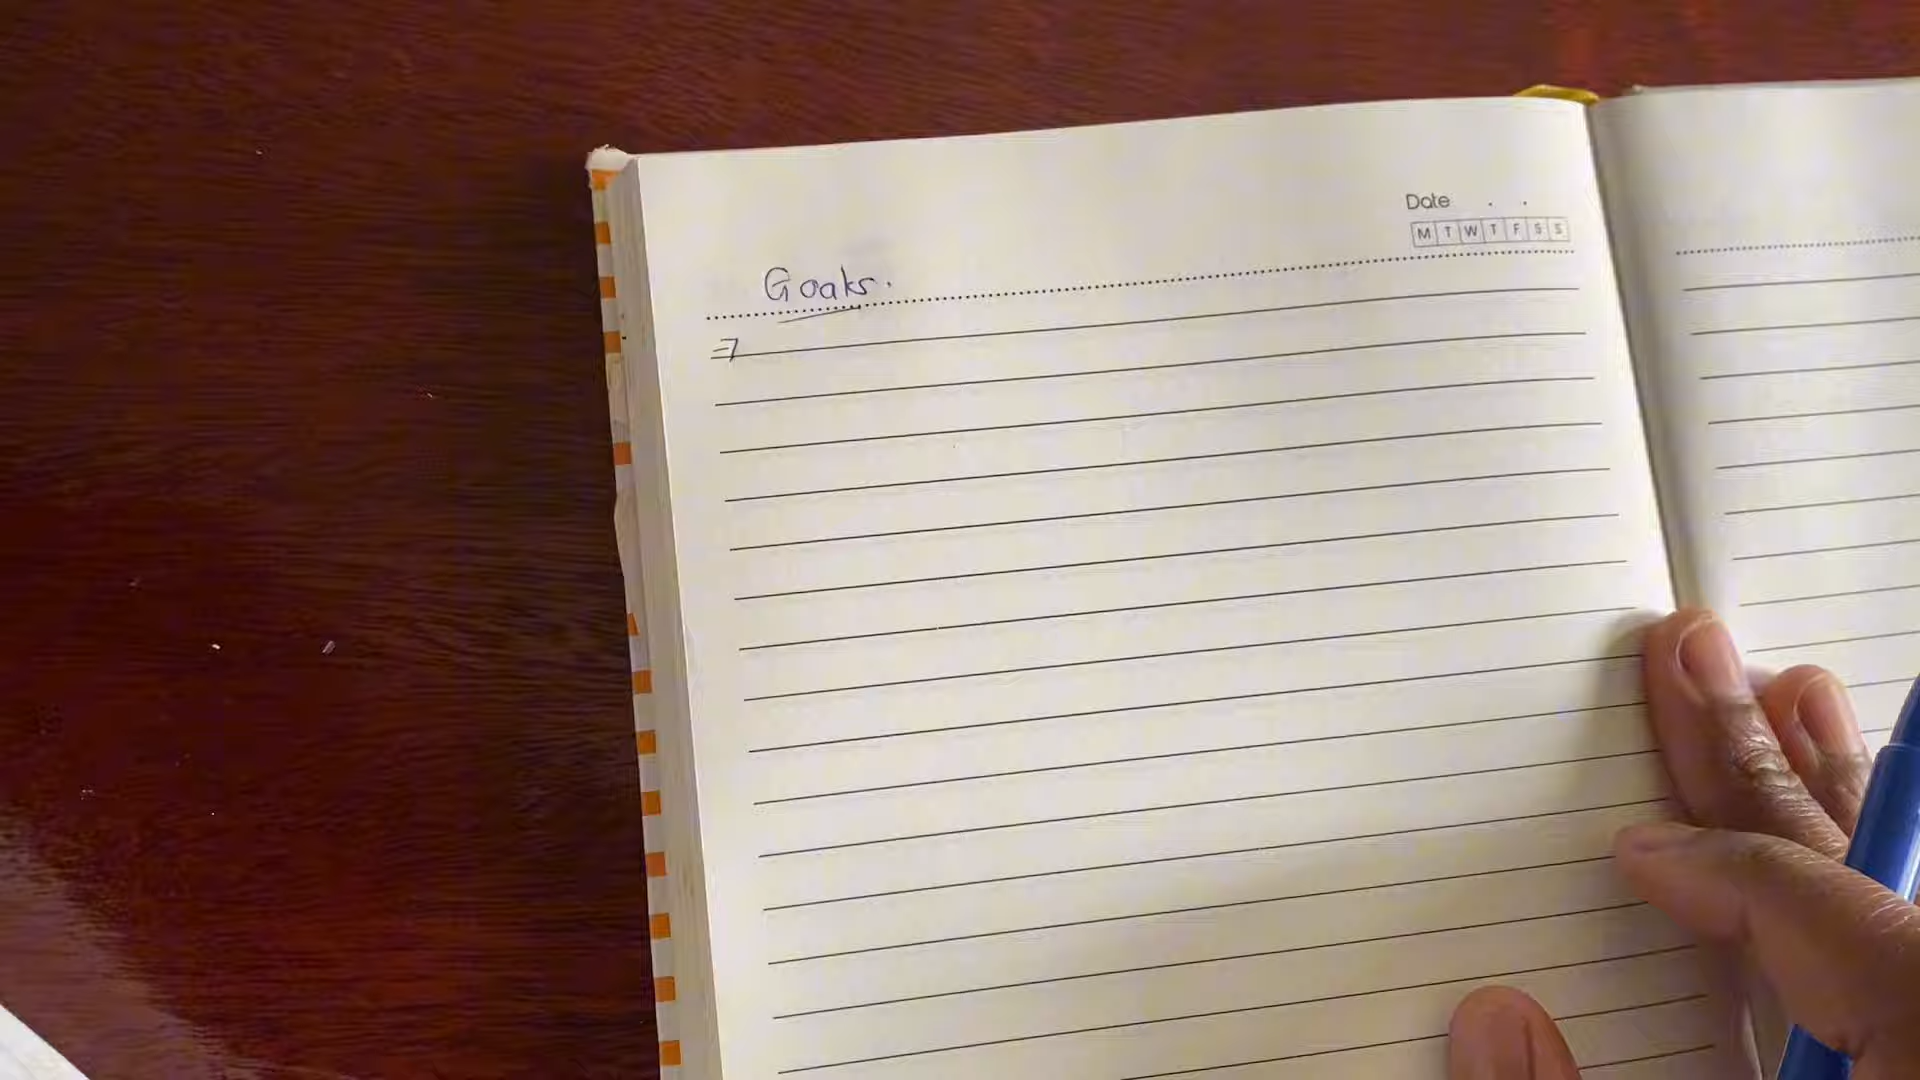 Date . .
M T W T F S S
Goals.
⇒